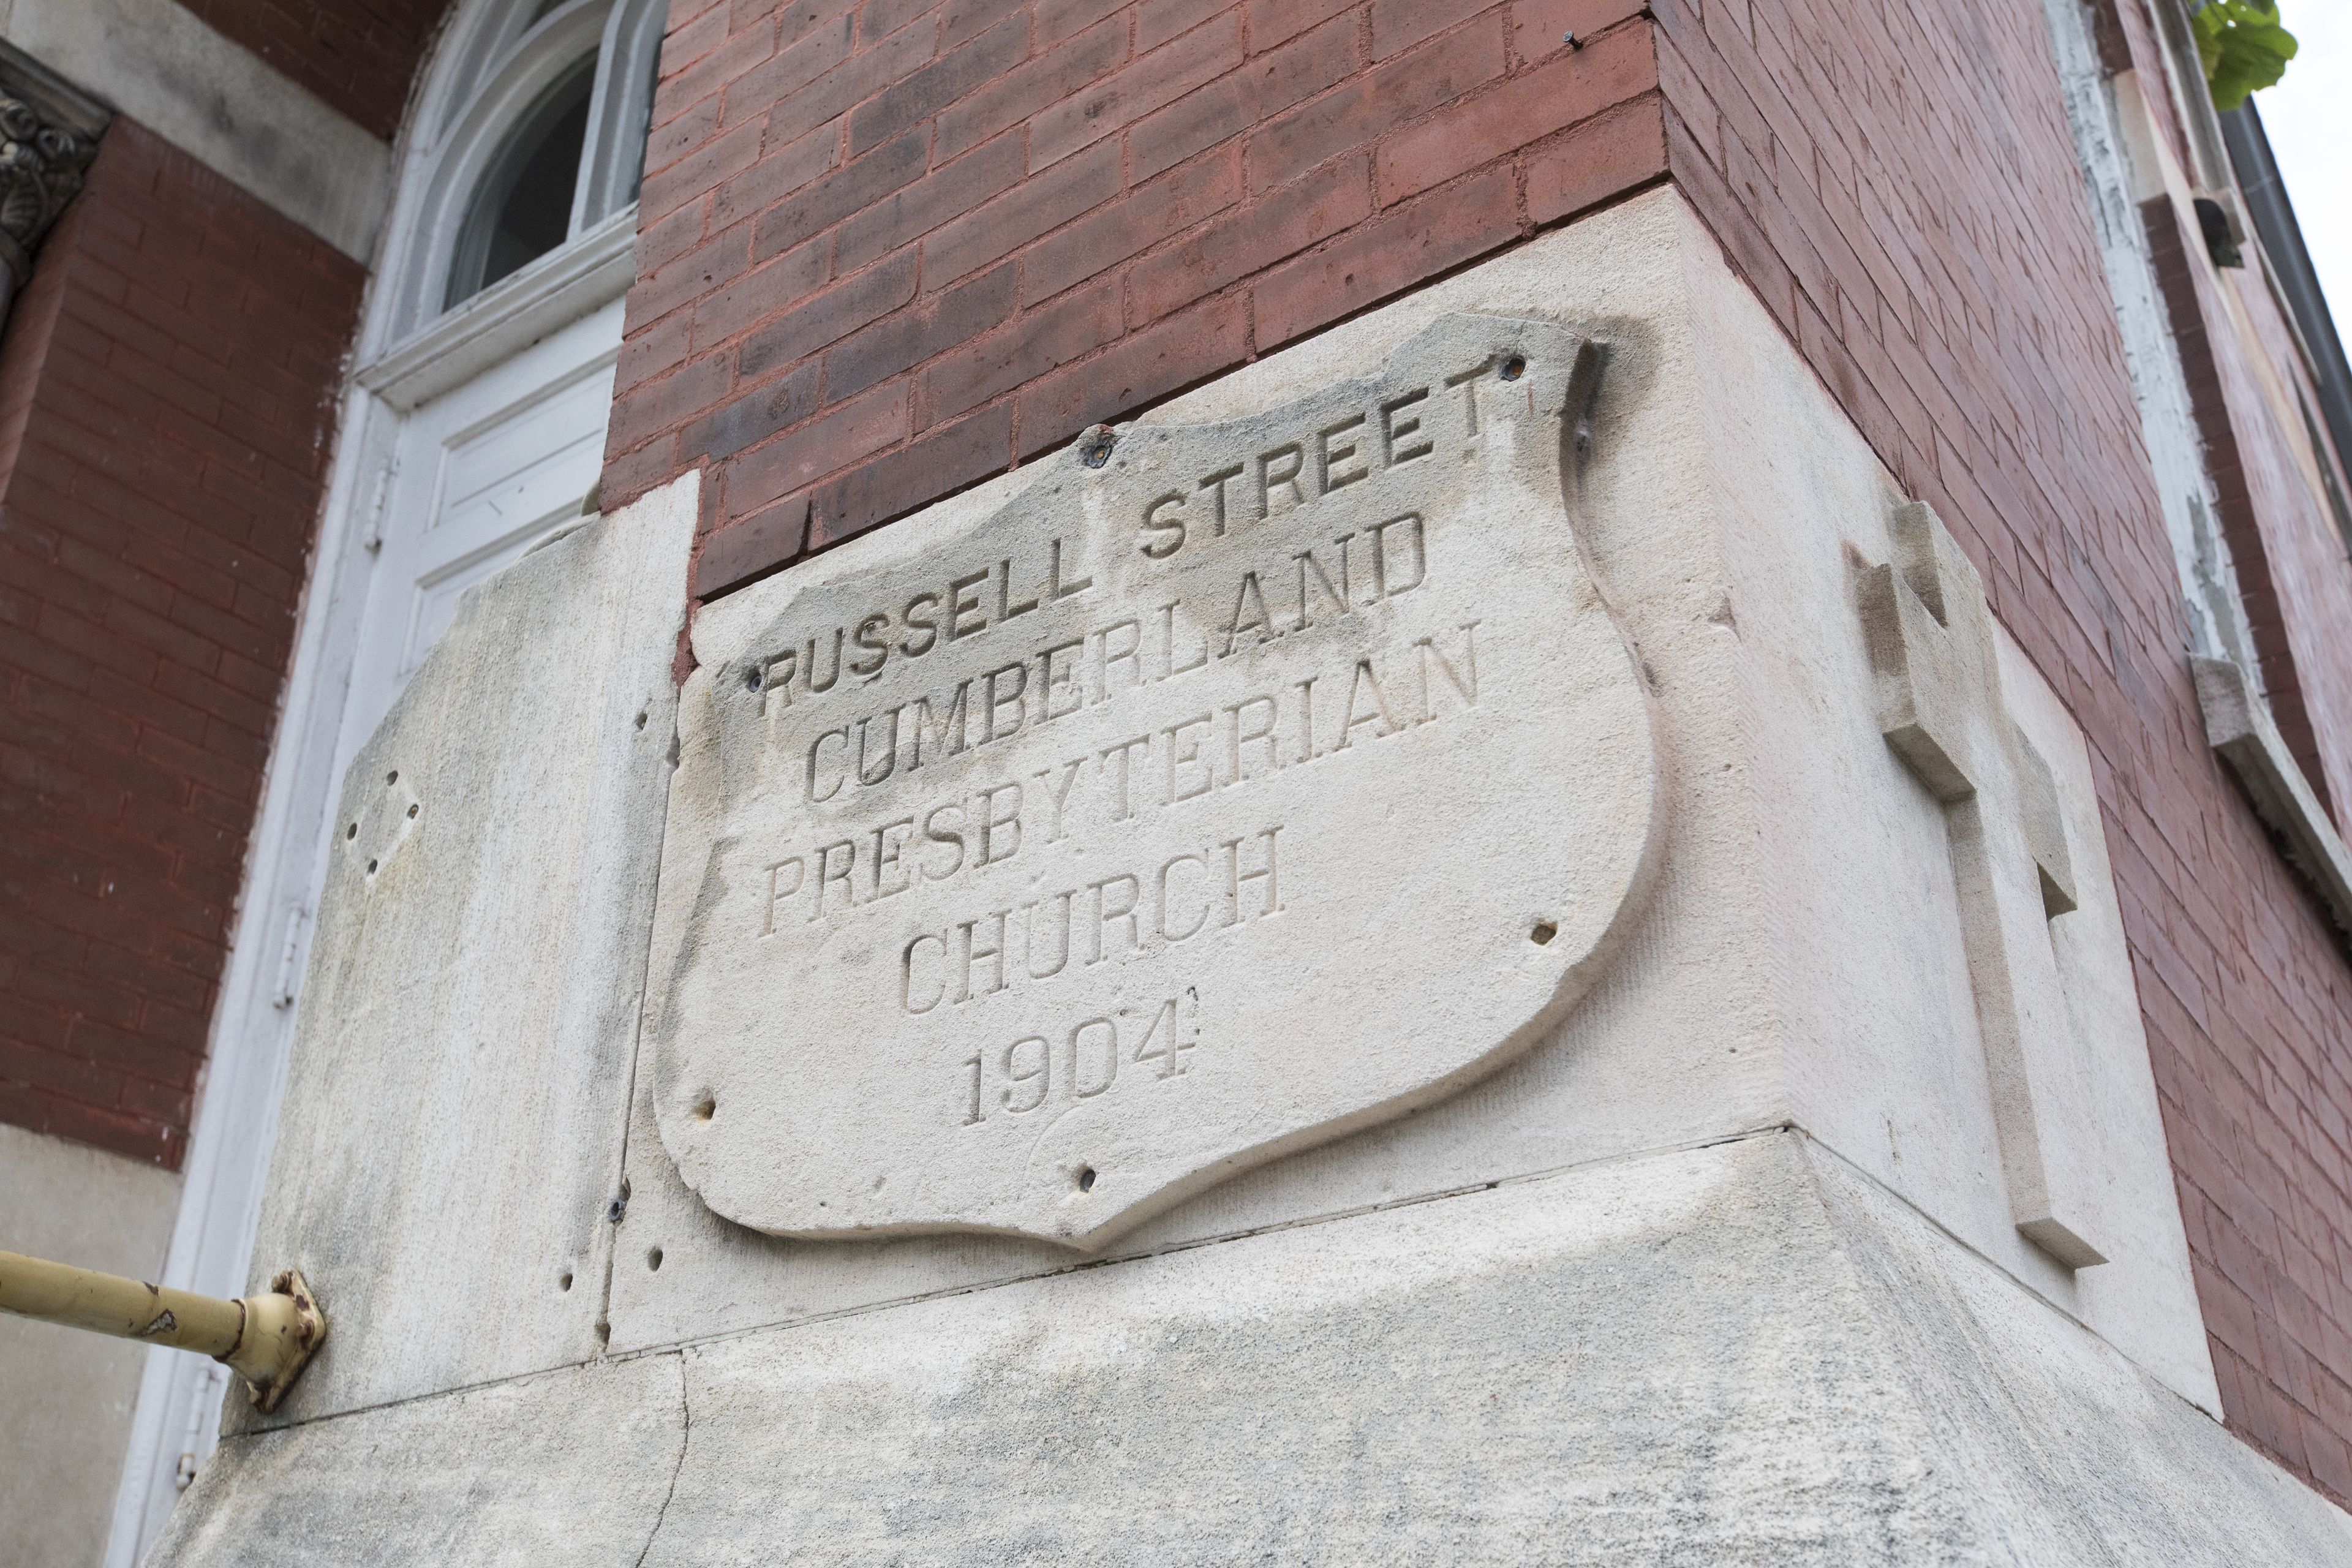 RUSSELL STREET
CUMBERLAND
PRESBYTERIAN
CHURCH
1904